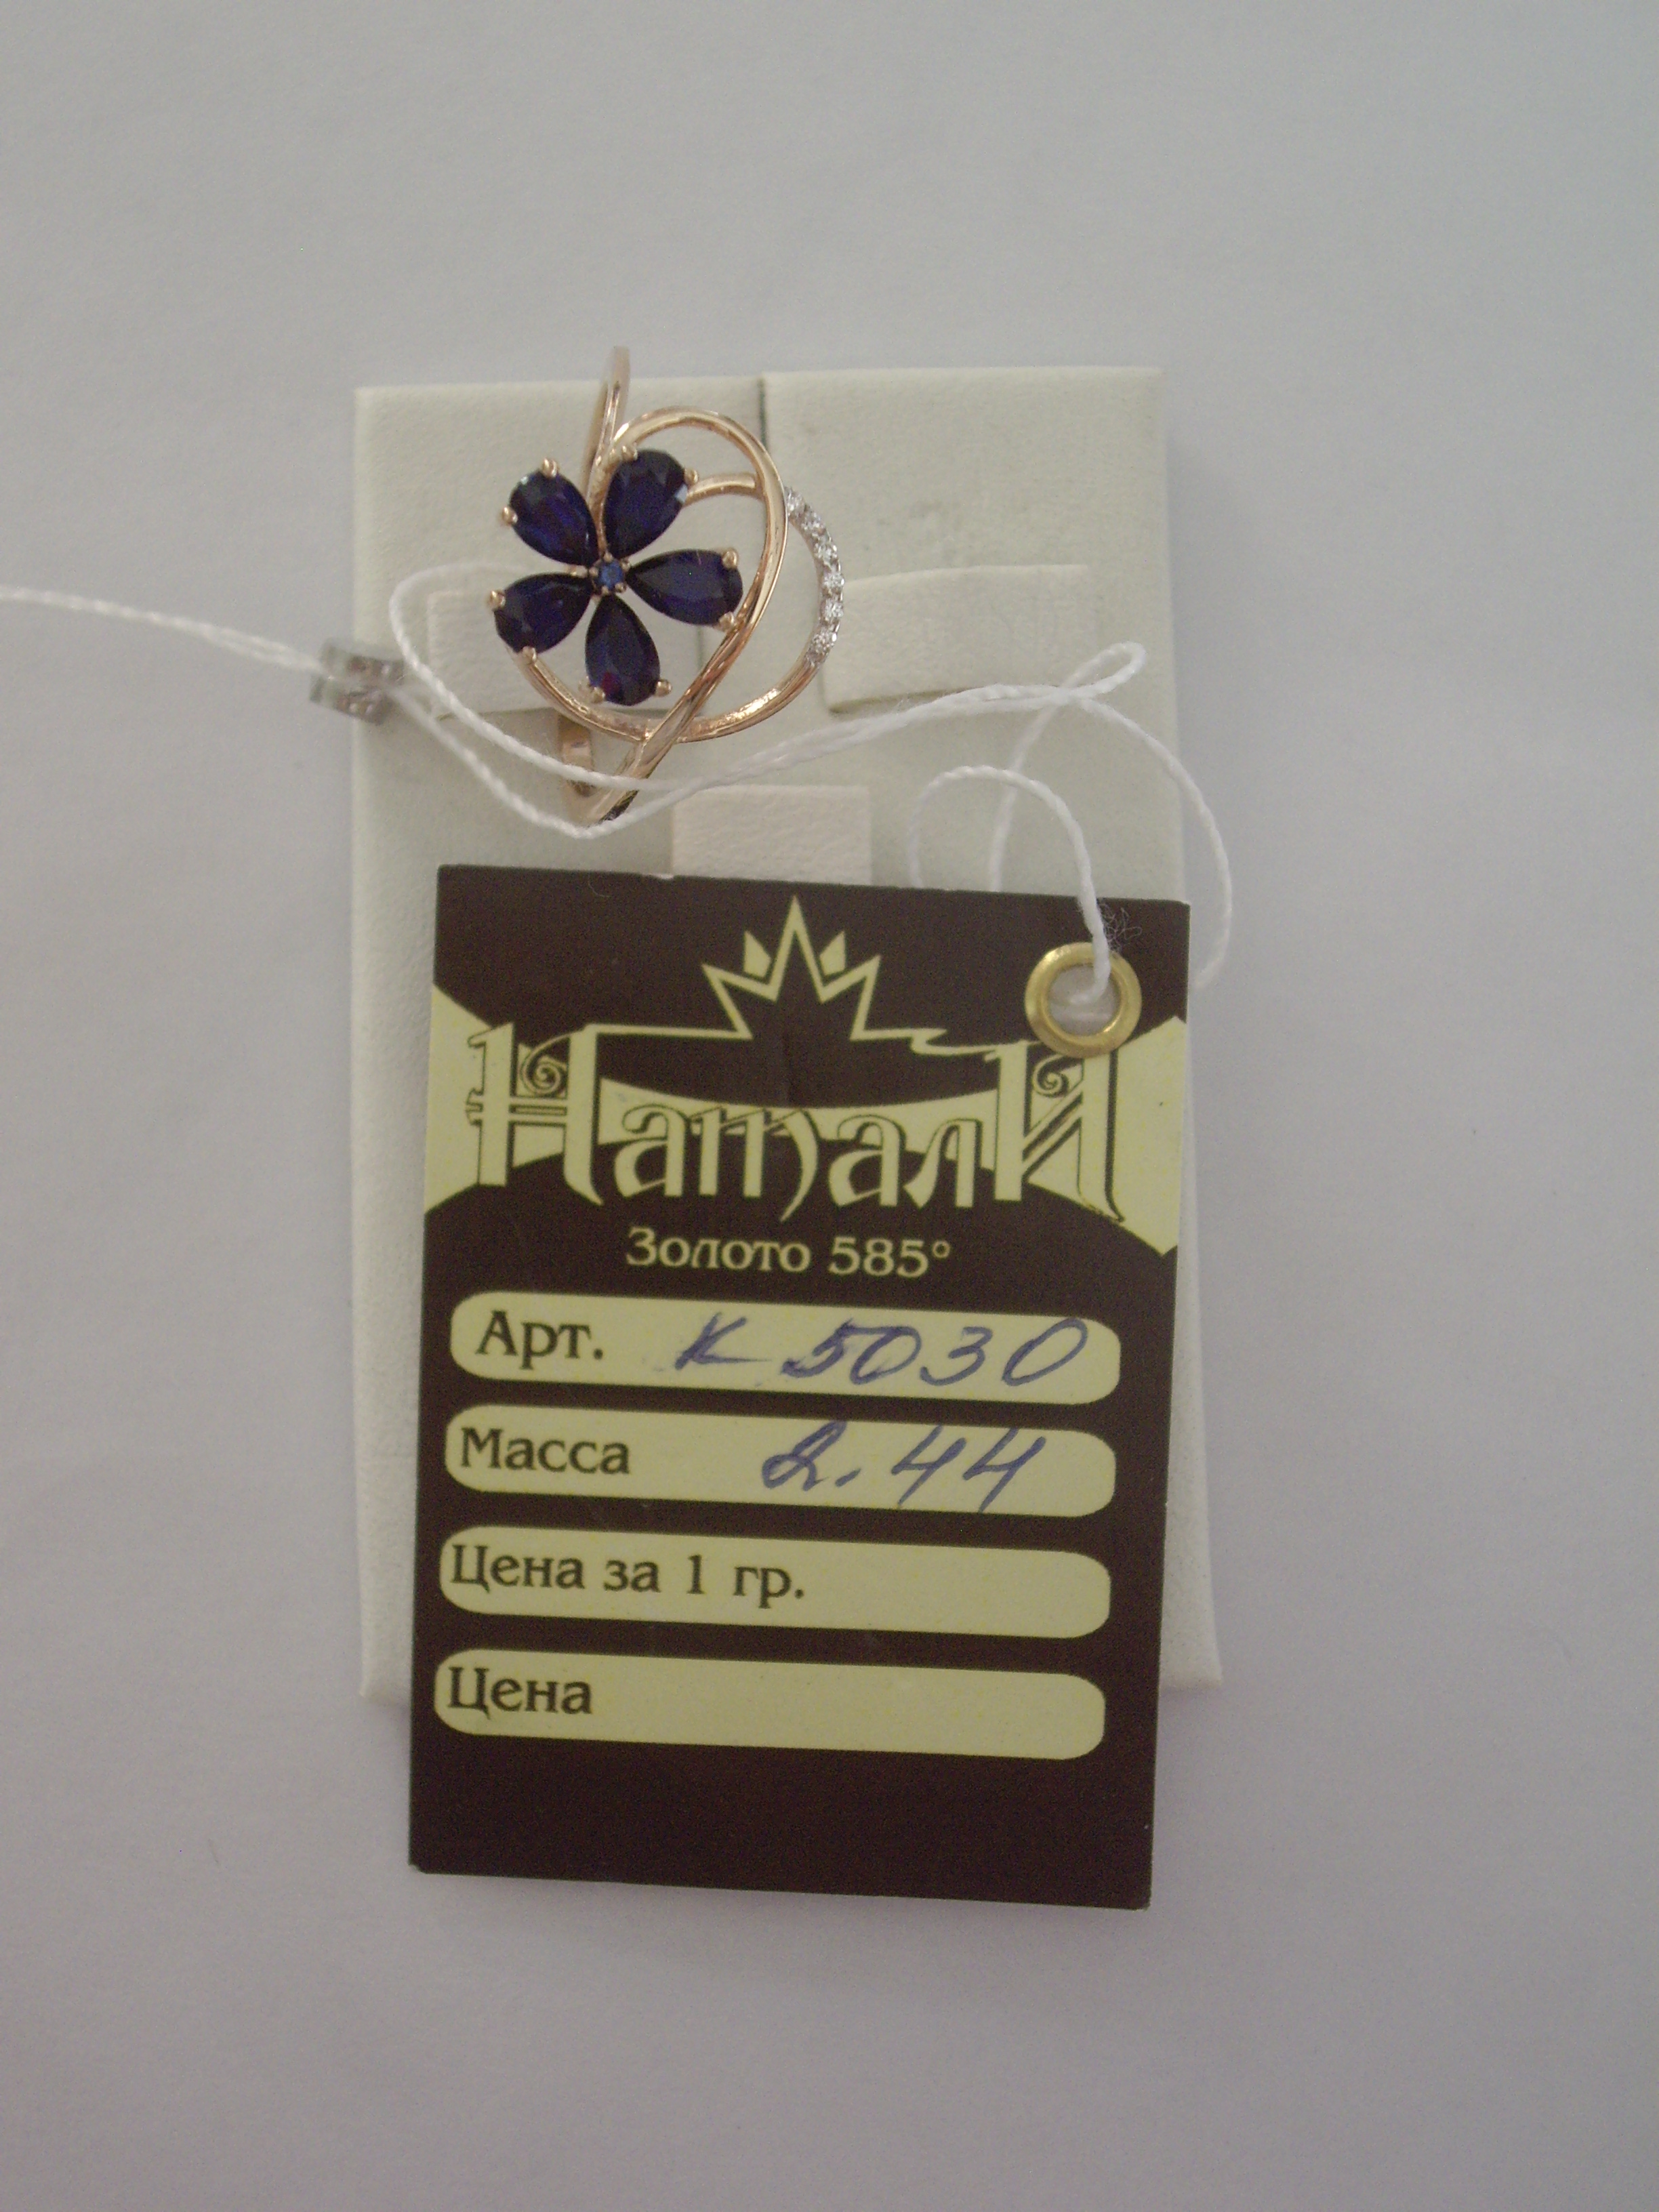 Натали
Золото 585°
Арт. К 5030
Масса 2.44
Цена за 1 гр.
Цена